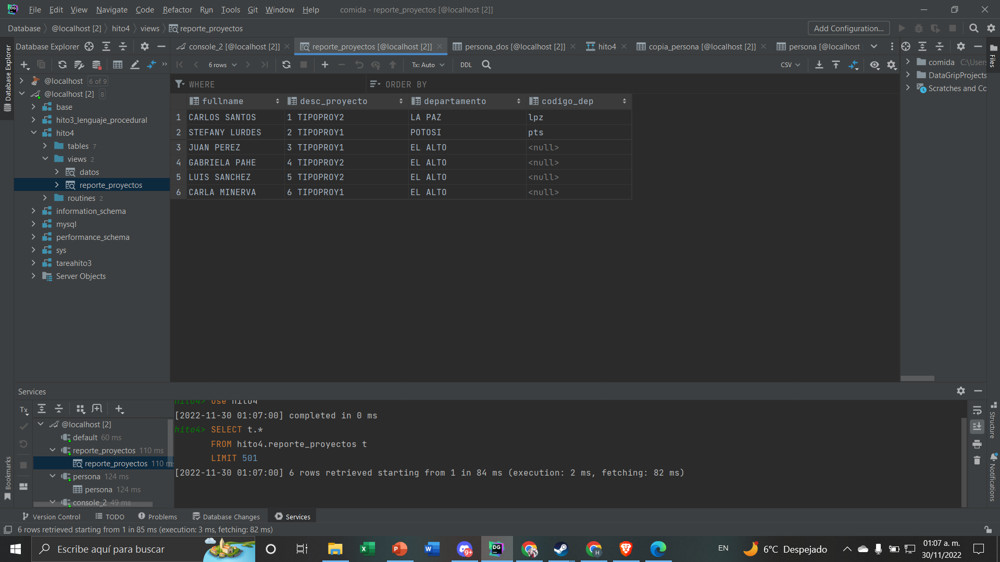 File Edit View Navigate Code Refactor Run Tools Git Window Help comida - reporte_proyectos [@localhost [2]]
Database @localhost [2] hito4 views reporte_proyectos Add Configuration...
Database Explorer
console_2 [@localhost [2]] reporte_proyectos [@localhost [2]] persona_dos [@localhost [2]] hito4 copia_persona [@localhost [2]] persona [@localhost
6 rows Tx: Auto DDL CSV
WHERE ORDER BY
Database Explorer
@localhost 6 of 9
@localhost [2] 8
base
hito3_lenguaje_procedural
hito4
tables 7
views 2
datos
reporte_proyectos
routines 2
information_schema
mysql
performance_schema
sys
tareahito3
Server Objects
fullname desc_proyecto departamento codigo_dep
1 CARLOS SANTOS 1 TIPOPROY2 LA PAZ lpz
2 STEFANY LURDES 2 TIPOPROY1 POTOSI pts
3 JUAN PEREZ 3 TIPOPROY1 EL ALTO <null>
4 GABRIELA PAHE 4 TIPOPROY2 EL ALTO <null>
5 LUIS SANCHEZ 5 TIPOPROY2 EL ALTO <null>
6 CARLA MINERVA 6 TIPOPROY1 EL ALTO <null>
comida C:\Users
DataGripProjects
Scratches and Co
Files
Services
Tx
@localhost [2]
default 60 ms
reporte_proyectos 110 ms
reporte_proyectos 110 m
persona 124 ms
persona 124 ms
console_2 49 ms
hito4> use hito4
[2022-11-30 01:07:00] completed in 0 ms
hito4> SELECT t.*
FROM hito4.reporte_proyectos t
LIMIT 501
[2022-11-30 01:07:00] 6 rows retrieved starting from 1 in 84 ms (execution: 2 ms, fetching: 82 ms)
Structure
Notifications
Bookmarks
Version Control TODO Problems Database Changes Services
6 rows retrieved starting from 1 in 85 ms (execution: 3 ms, fetching: 82 ms)
Escribe aquí para buscar
9+
DG
EN
6°C Despejado
01:07 a. m.
30/11/2022